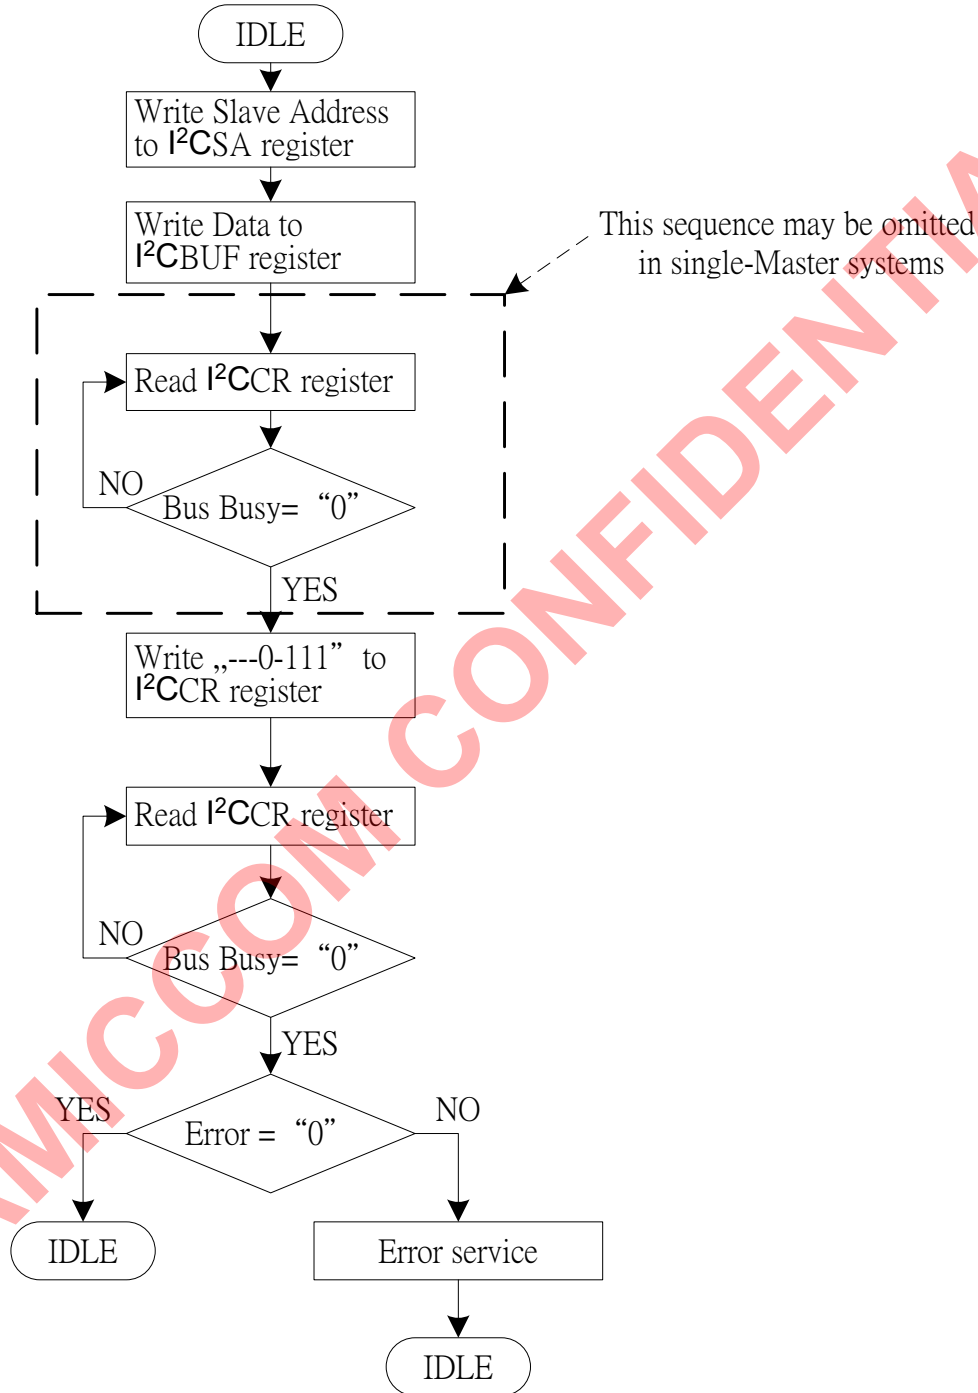 IDLE
Write Slave Address
to I²CSA register
Write Data to
I²CBUF register
This sequence may be omitted
in single-Master systems
Read I²CCR register
NO
Bus Busy= “0”
YES
Write „---0-111” to
I²CCR register
Read I²CCR register
NO
Bus Busy= “0”
YES
YES
Error = “0”
NO
IDLE
Error service
IDLE
AMICCOM CONFIDENTIA